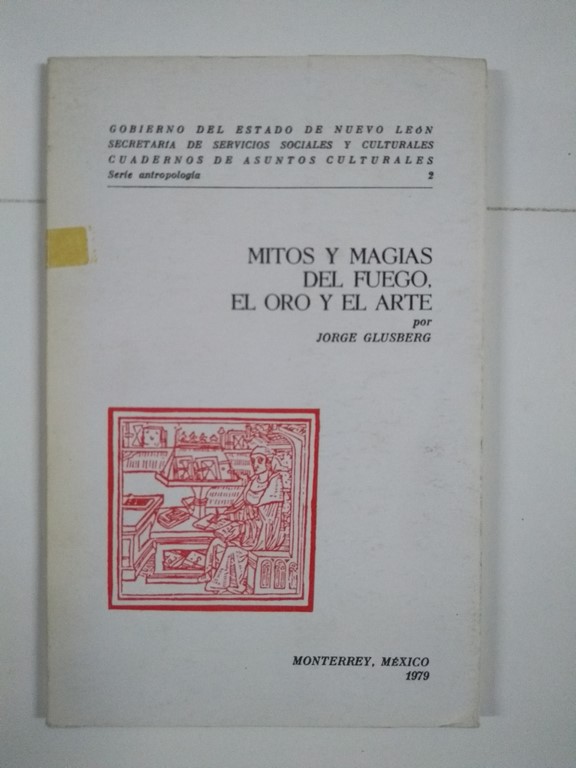 GOBIERNO DEL ESTADO DE NUEVO LEÓN
SECRETARIA DE SERVICIOS SOCIALES Y CULTURALES
CUADERNOS DE ASUNTOS CULTURALES
Serie antropología 2
MITOS Y MAGIAS
DEL FUEGO,
EL ORO Y EL ARTE
por
JORGE GLUSBERG
MONTERREY, MÉXICO
1979